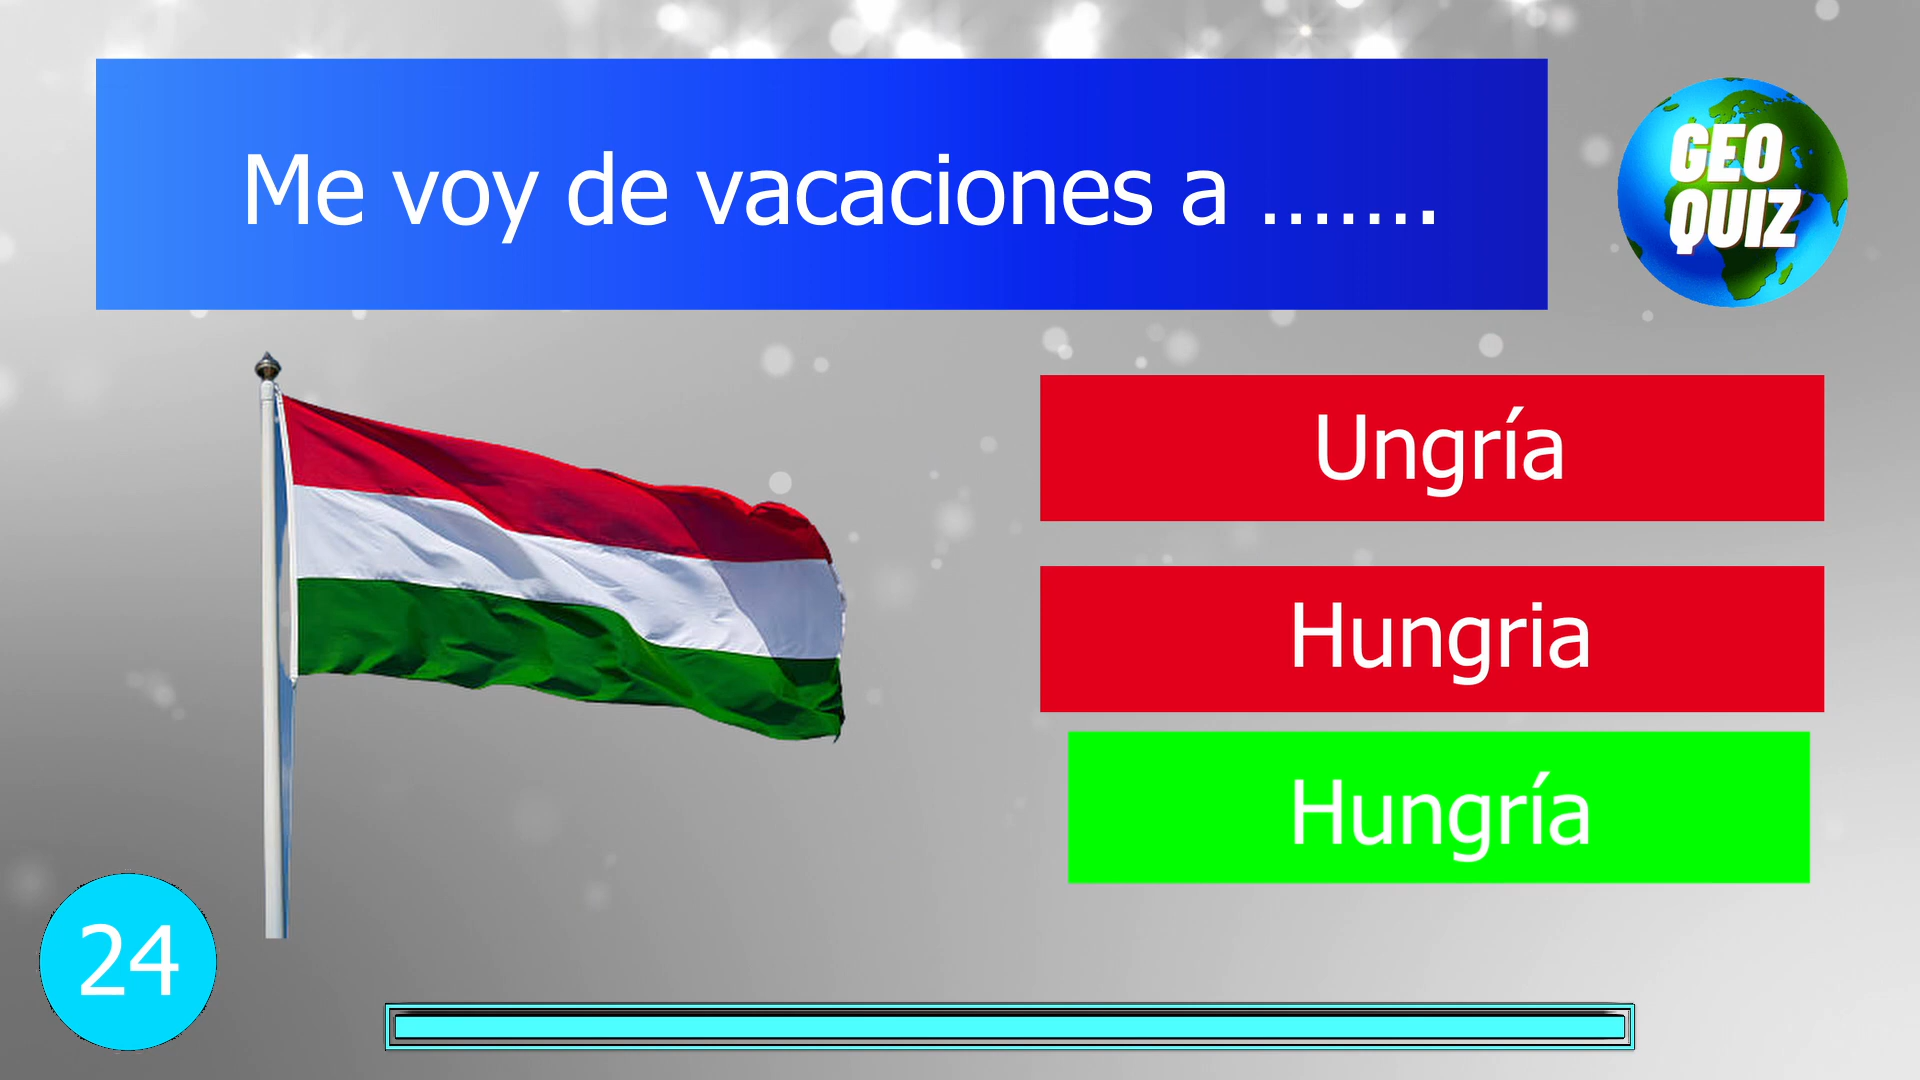 Me voy de vacaciones a .......
GEO
QUIZ
Ungría
Hungria
Hungría
24